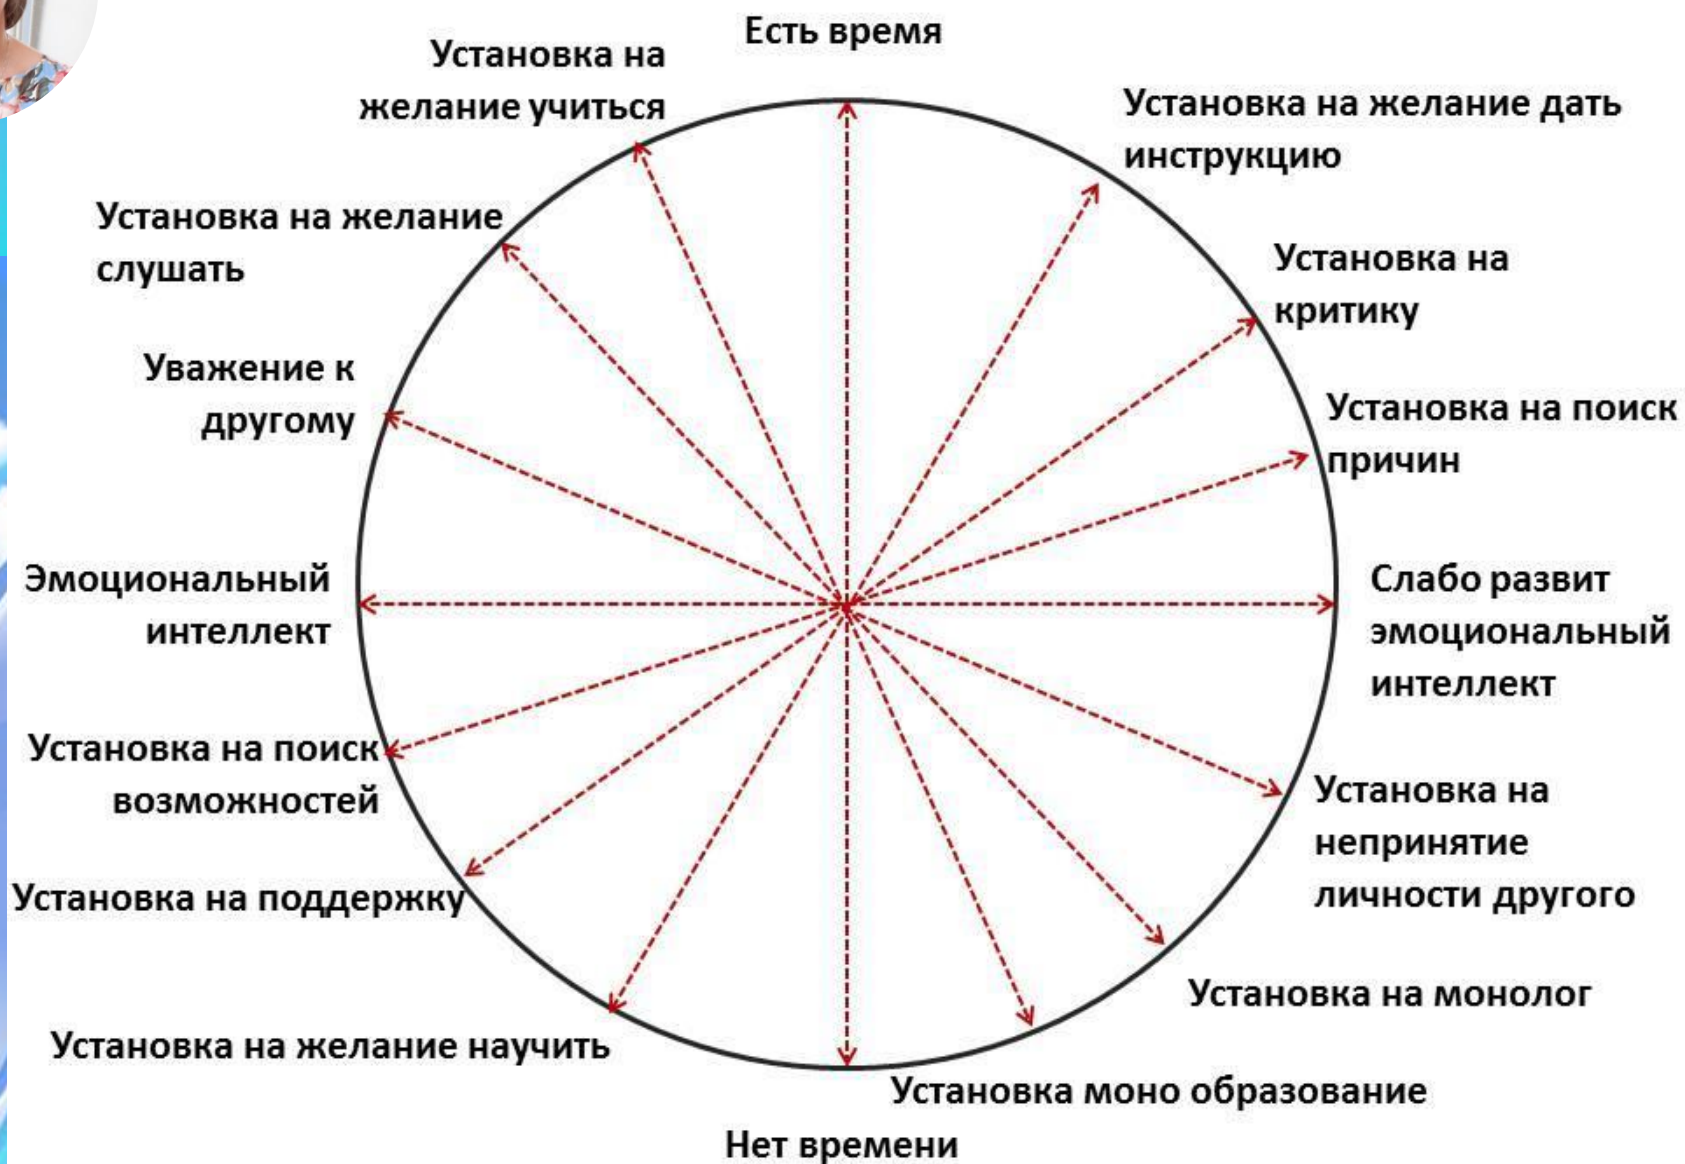 Есть время
Установка на
желание учиться
Установка на желание дать
инструкцию
Установка на желание
слушать
Установка на
критику
Уважение к
другому
Установка на поиск
причин
Эмоциональный
интеллект
Слабо развит
эмоциональный
интеллект
Установка на поиск
возможностей
Установка на
непринятие
личности другого
Установка на поддержку
Установка на монолог
Установка на желание научить
Установка моно образование
Нет времени